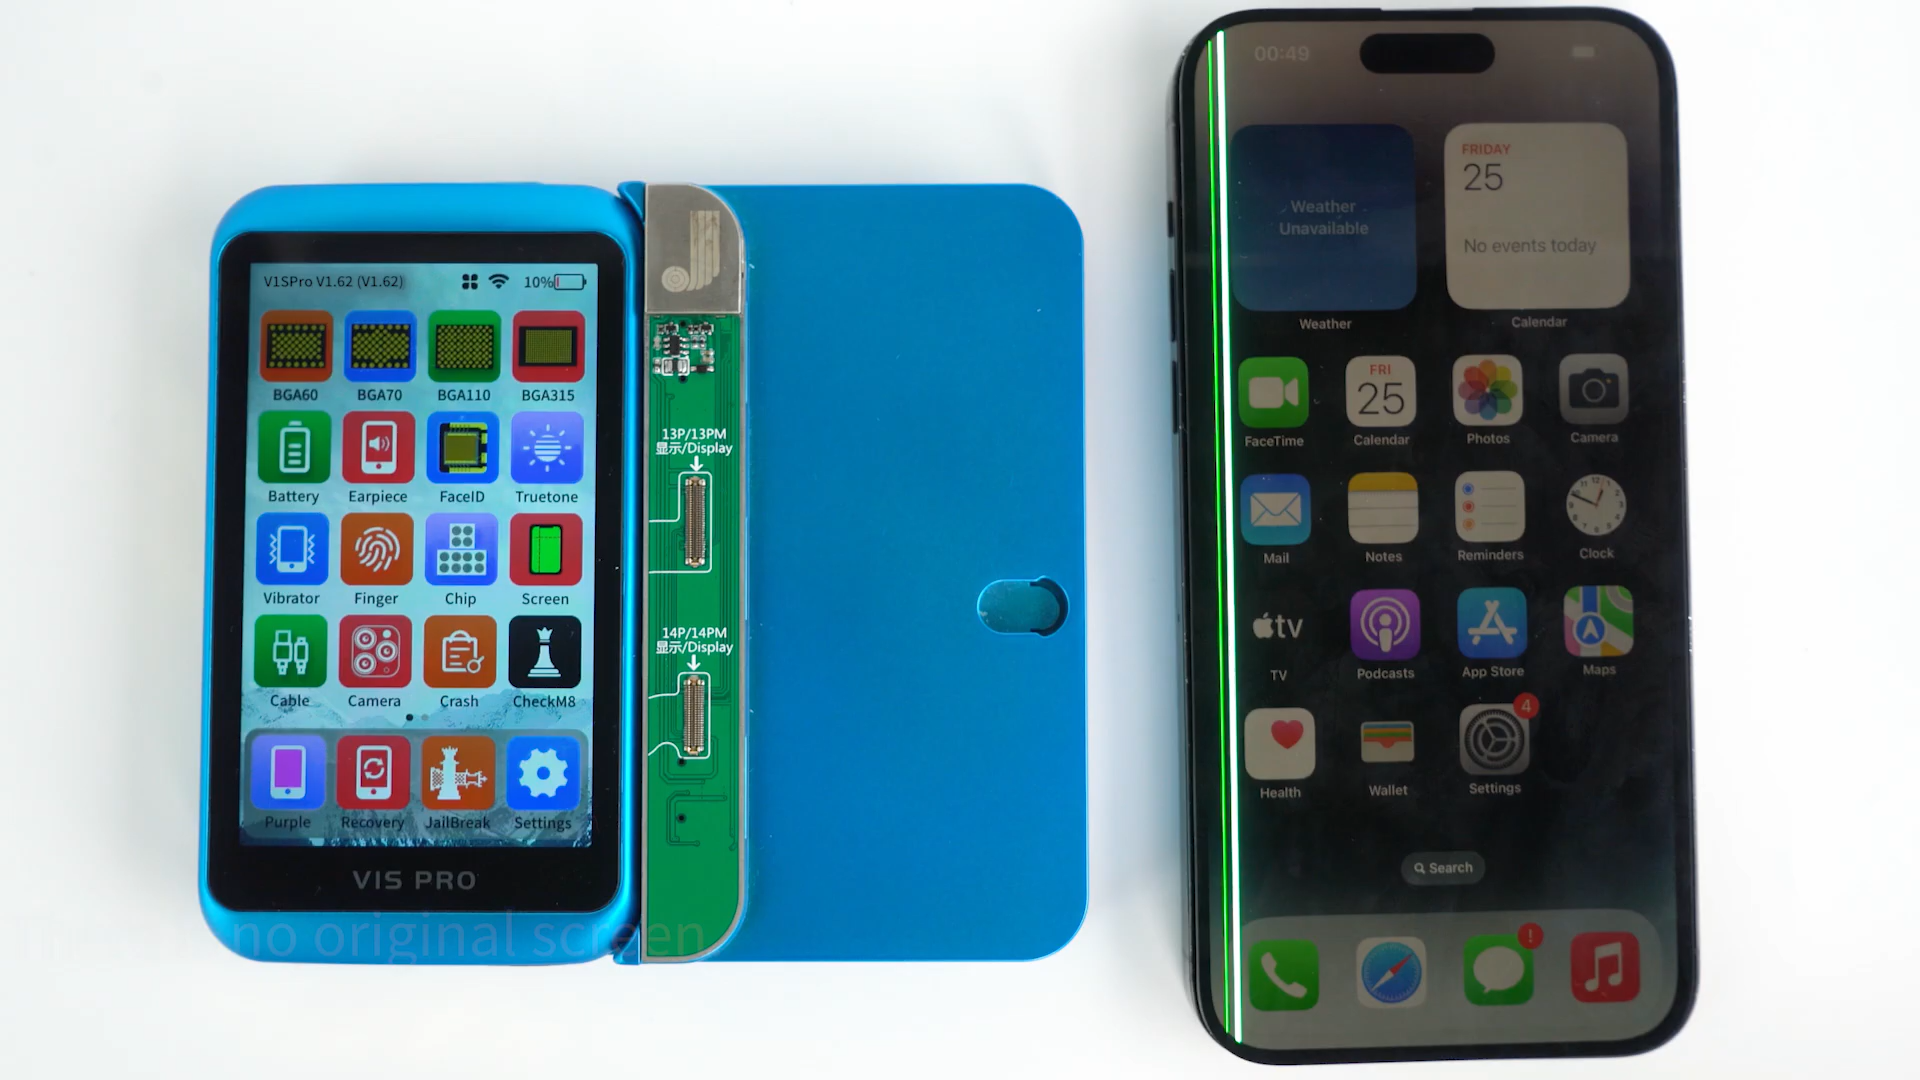 V1SPro V1.62 (V1.62)
10%
BGA60
BGA70
BGA110
BGA315
Battery
Earpiece
FaceID
Truetone
Vibrator
Finger
Chip
Screen
Cable
Camera
Crash
CheckM8
Purple
Recovery
JailBreak
Settings
VIS PRO
no original screen
13P/13PM
显示/Display
14P/14PM
显示/Display
00:49
Weather
Unavailable
Weather
FRIDAY
25
No events today
Calendar
FaceTime
FRI
25
Calendar
Photos
Camera
Mail
Notes
Reminders
Clock
tv
TV
Podcasts
App Store
Maps
Health
Wallet
4
Settings
Search
!